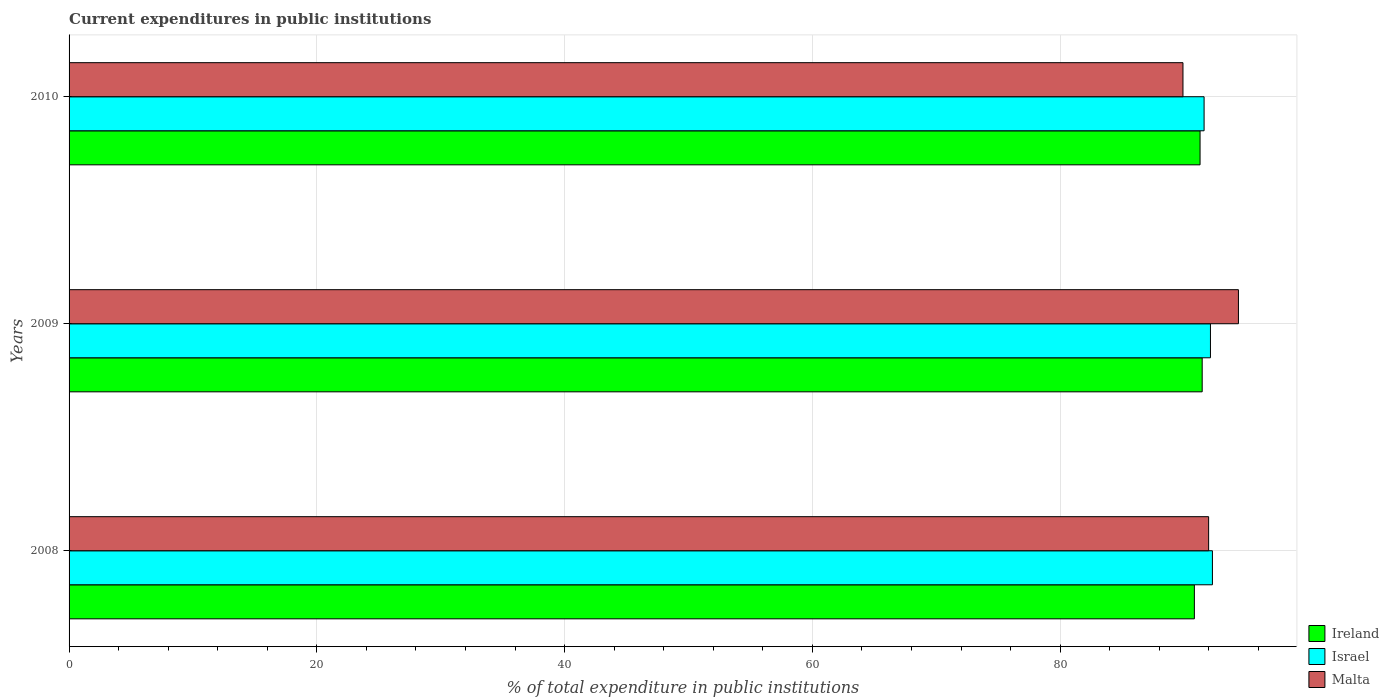 Current expenditures in public institutions
2010
2009
2008
Years
0
20
40
60
80
% of total expenditure in public institutions
Ireland
Israel
Malta